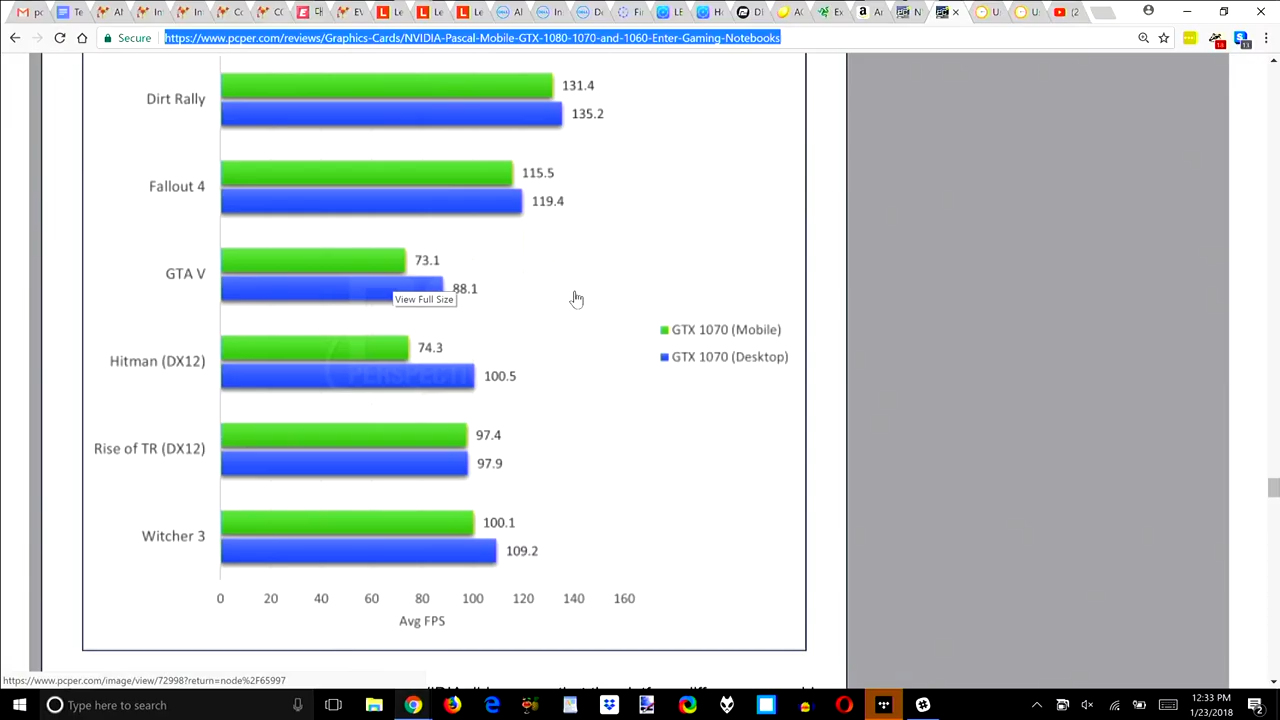 Secure
https://www.pcper.com/reviews/Graphics-Cards/NVIDIA-Pascal-Mobile-GTX-1080-1070-and-1060-Enter-Gaming-Notebooks
Dirt Rally
131.4
135.2
Fallout 4
115.5
119.4
GTA V
73.1
88.1
View Full Size
GTX 1070 (Mobile)
GTX 1070 (Desktop)
Hitman (DX12)
74.3
100.5
Rise of TR (DX12)
97.4
97.9
Witcher 3
100.1
109.2
0 20 40 60 80 100 120 140 160
Avg FPS
https://www.pcper.com/image/view/72998?return=node%2F65997
Type here to search
12:33 PM
1/23/2018